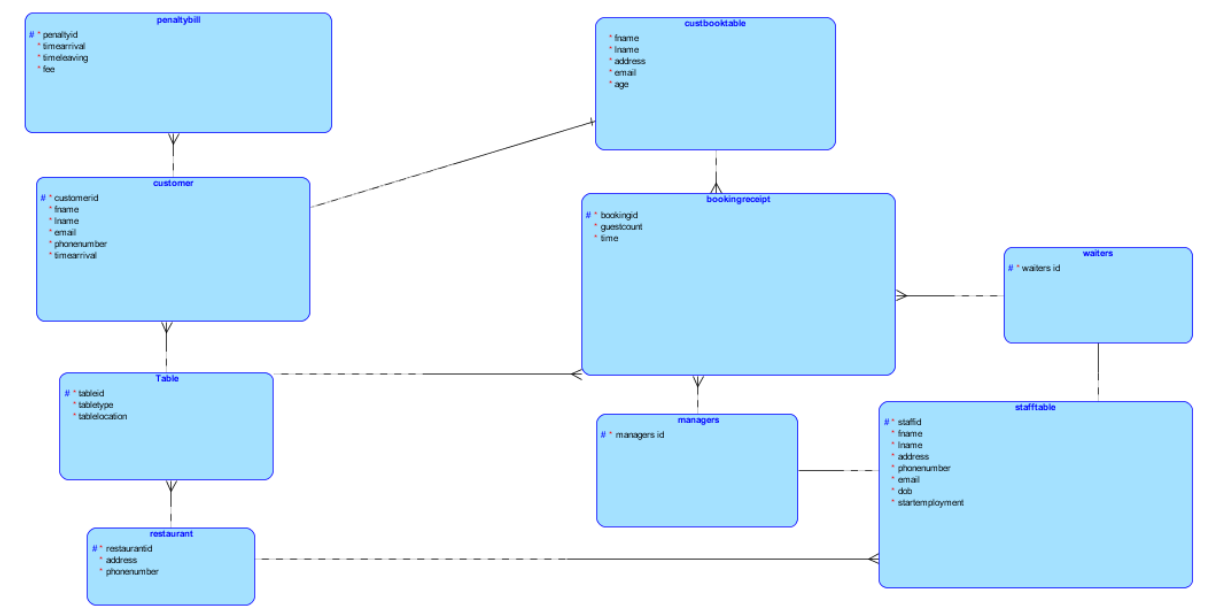 penaltybill
# * penaltyid
* timearrival
* timeleaving
* fee
custbooktable
* fname
* lname
* address
* email
* age
customer
# * customerid
* fname
* lname
* email
* phonenumber
* timearrival
bookingreceipt
# * bookingid
* guestcount
* time
waiters
# * waiters id
Table
# * tableid
* tabletype
* tablelocation
managers
# * managers id
stafftable
# * staffid
* fname
* lname
* address
* phonenumber
* email
* dob
* startemployment
restaurant
# * restaurantid
* address
* phonenumber